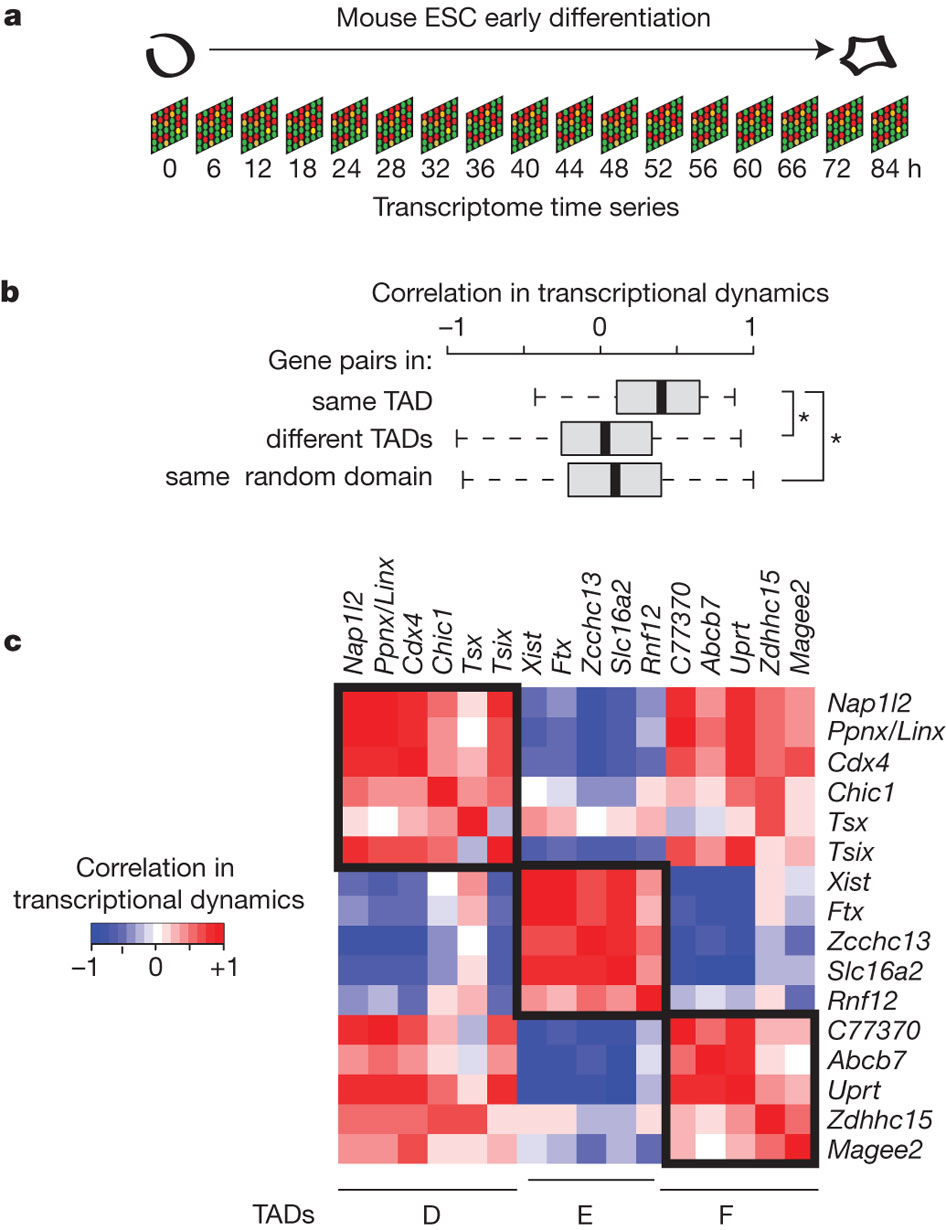 a
Mouse ESC early differentiation
0 6 12 18 24 28 32 36 40 44 48 52 56 60 66 72 84 h
Transcriptome time series
b
Correlation in transcriptional dynamics
−1 0 1
Gene pairs in:
same TAD
different TADs
same random domain
*
*
c
Nap1l2 Ppnx/Linx Cdx4 Chic1 Tsx Tsix Xist Ftx Zcchc13 Slc16a2 Rnf12 C77370 Abcb7 Uprt Zdhhc15 Magee2
Nap1l2
Ppnx/Linx
Cdx4
Chic1
Tsx
Tsix
Xist
Ftx
Zcchc13
Slc16a2
Rnf12
C77370
Abcb7
Uprt
Zdhhc15
Magee2
Correlation in
transcriptional dynamics
−1 0 +1
TADs D E F